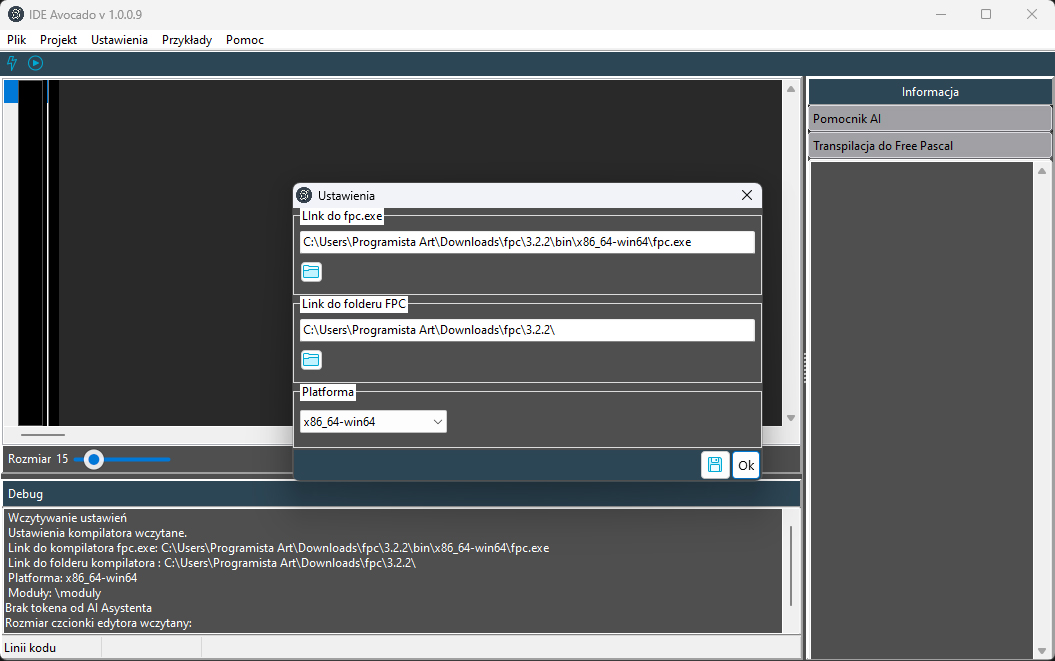 IDE Avocado v 1.0.0.9
Plik Projekt Ustawienia Przykłady Pomoc
Informacja
Pomocnik AI
Transpilacja do Free Pascal
Ustawienia
LInk do fpc.exe
C:\Users\Programista Art\Downloads\fpc\3.2.2\bin\x86_64-win64\fpc.exe
Link do folderu FPC
C:\Users\Programista Art\Downloads\fpc\3.2.2\
Platforma
x86_64-win64
Ok
Rozmiar 15
Debug
Wczytywanie ustawień
Ustawienia kompilatora wczytane.
Link do kompilatora fpc.exe: C:\Users\Programista Art\Downloads\fpc\3.2.2\bin\x86_64-win64\fpc.exe
Link do folderu kompilatora : C:\Users\Programista Art\Downloads\fpc\3.2.2\
Platforma: x86_64-win64
Moduły: \moduly
Brak tokena od AI Asystenta
Rozmiar czcionki edytora wczytany:
Linii kodu